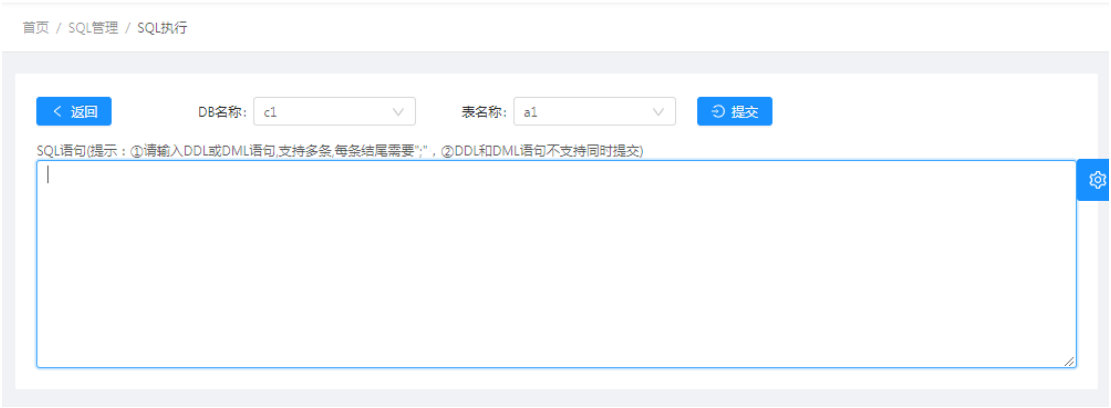 首页 / SQL管理 / SQL执行
返回 DB名称: c1 表名称: a1 提交
SQL语句(提示：①请输入DDL或DML语句,支持多条,每条结尾需要";"，②DDL和DML语句不支持同时提交)